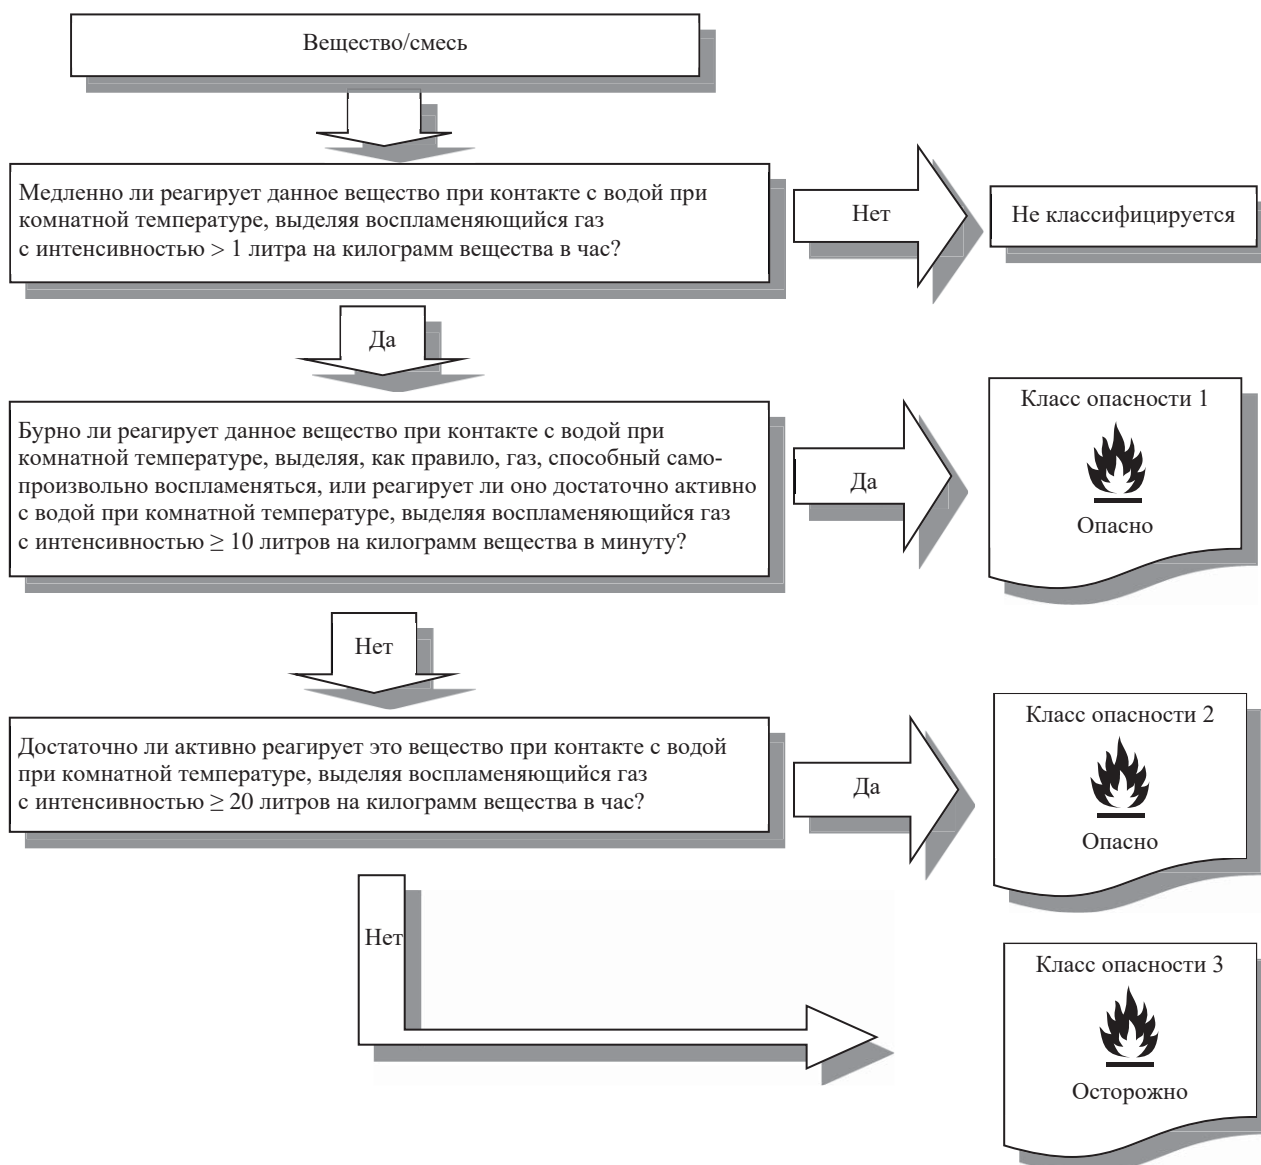 Вещество/смесь
Медленно ли реагирует данное вещество при контакте с водой при
комнатной температуре, выделяя воспламеняющийся газ
с интенсивностью > 1 литра на килограмм вещества в час?
Нет
Не классифицируется
Да
Бурно ли реагирует данное вещество при контакте с водой при
комнатной температуре, выделяя, как правило, газ, способный само-
произвольно воспламеняться, или реагирует ли оно достаточно активно
с водой при комнатной температуре, выделяя воспламеняющийся газ
с интенсивностью ≥ 10 литров на килограмм вещества в минуту?
Да
Класс опасности 1
Опасно
Нет
Достаточно ли активно реагирует это вещество при контакте с водой
при комнатной температуре, выделяя воспламеняющийся газ
с интенсивностью ≥ 20 литров на килограмм вещества в час?
Да
Класс опасности 2
Опасно
Нет
Класс опасности 3
Осторожно